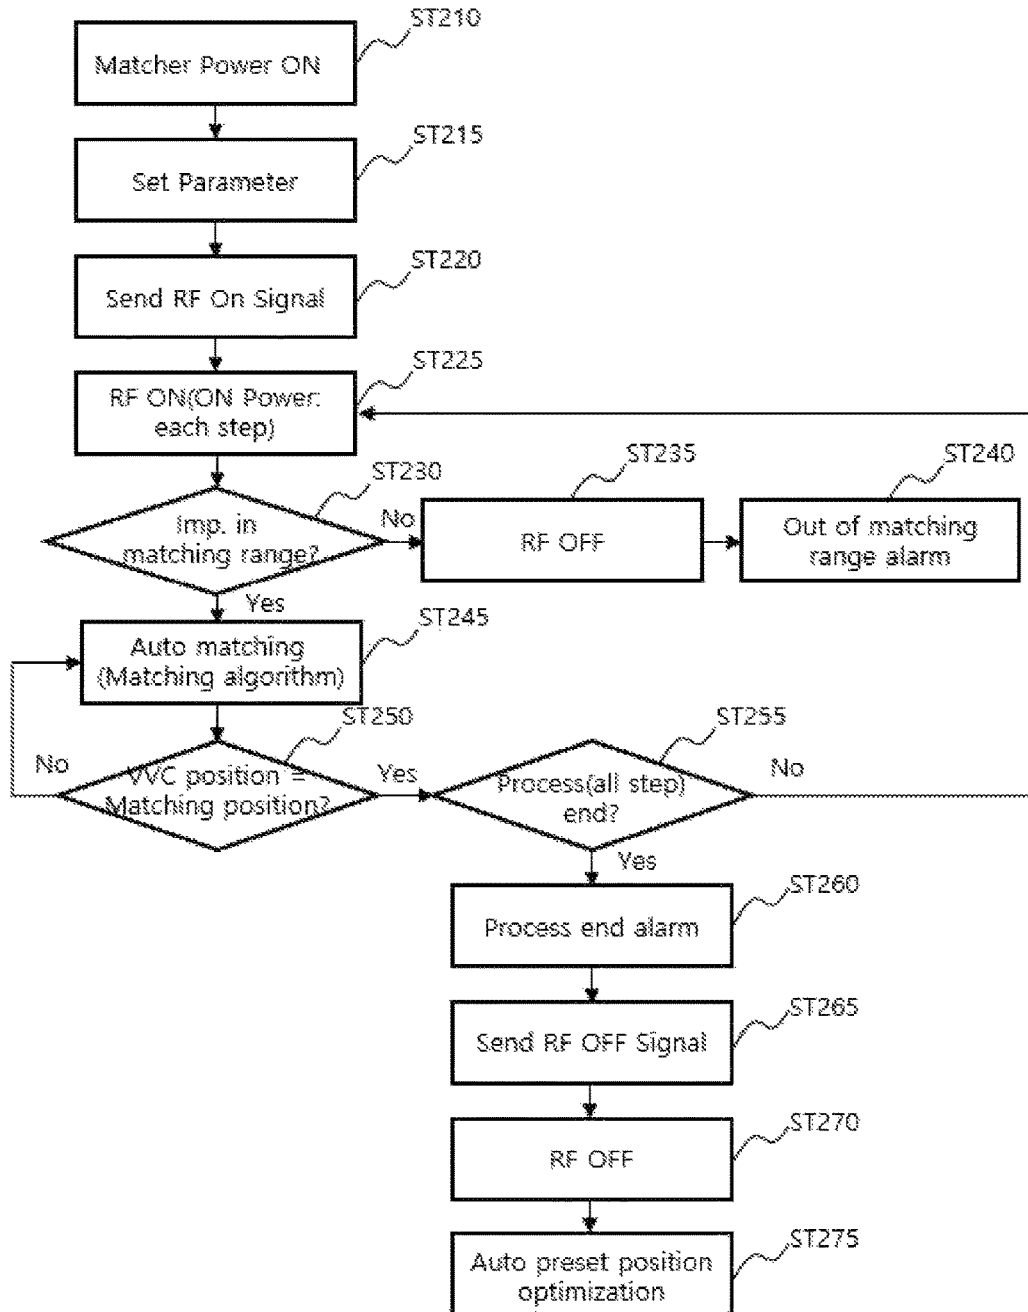 ST210
Matcher Power ON
ST215
Set Parameter
ST220
Send RF On Signal
ST225
RF ON(ON Power:
each step)
ST230
Imp. in
matching range?
No
ST235
RF OFF
ST240
Out of matching
range alarm
Yes
ST245
Auto matching
(Matching algorithm)
ST250
No
VVC position =
Matching position?
Yes
ST255
Process(all step)
end?
No
Yes
ST260
Process end alarm
ST265
Send RF OFF Signal
ST270
RF OFF
ST275
Auto preset position
optimization